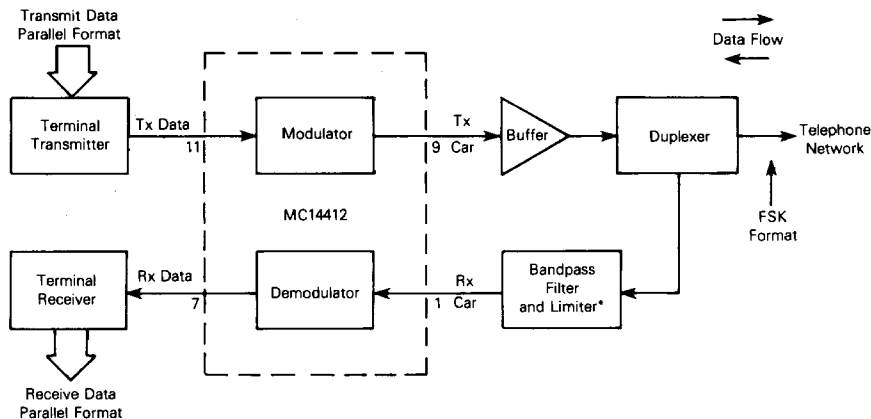 Transmit Data
Parallel Format
Data Flow
Terminal
Transmitter
Tx Data
11
Modulator
Tx
9 Car
Buffer
Duplexer
Telephone
Network
MC14412
FSK
Format
Terminal
Receiver
Rx Data
7
Demodulator
Rx
1 Car
Bandpass
Filter
and Limiter*
Receive Data
Parallel Format